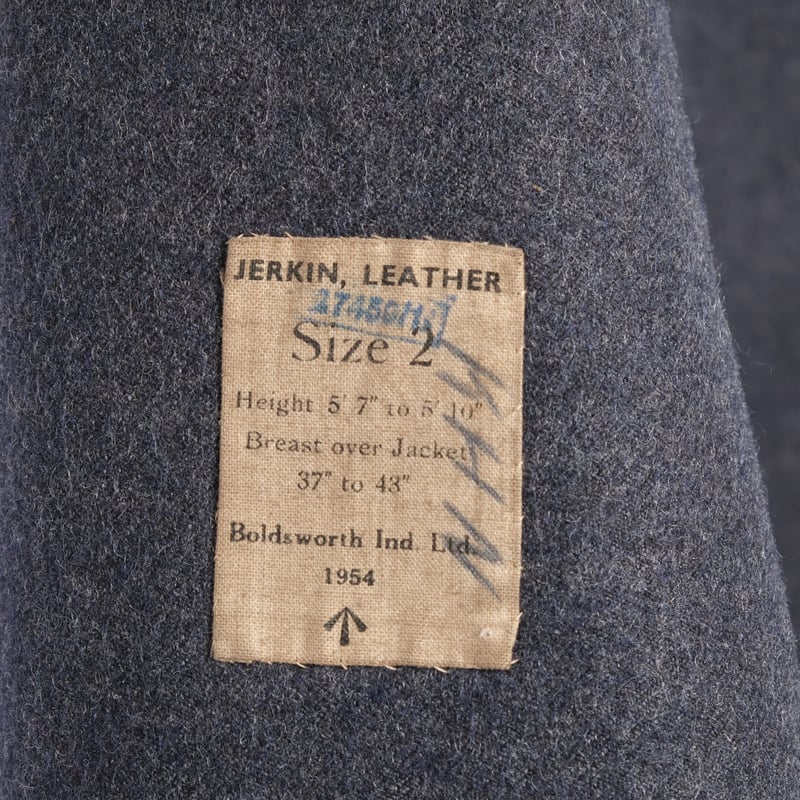 JERKIN, LEATHER
Size 2
Height 5' 7" to 5' 10"
Breast over Jacket
37" to 43"
Boldsworth Ind. Ltd.
1954